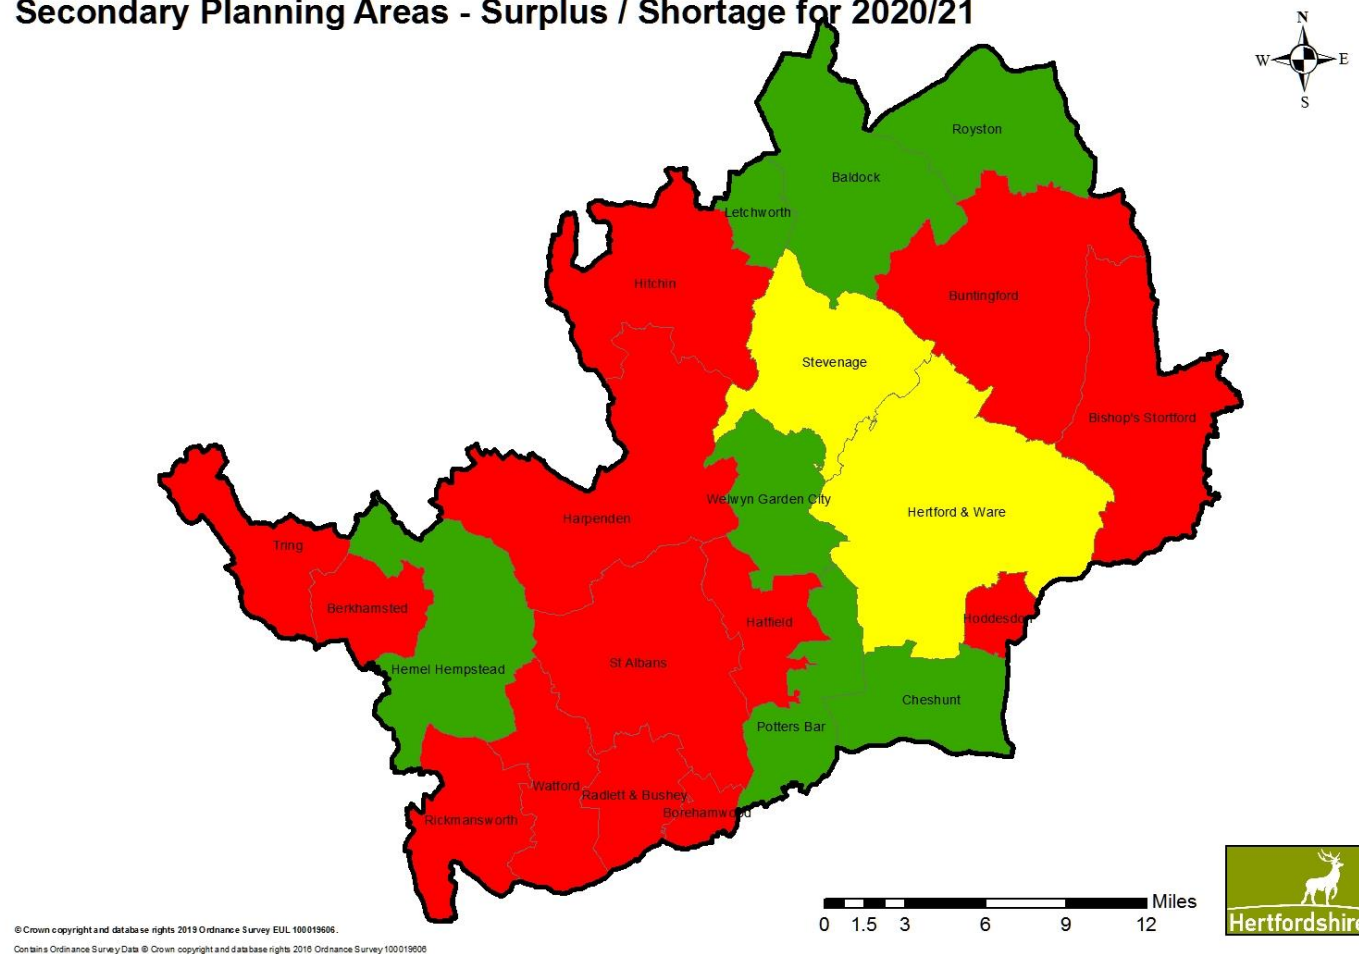 Secondary Planning Areas - Surplus / Shortage for 2020/21
N
W E
S
Royston
Baldock
Letchworth
Hitchin
Buntingford
Stevenage
Bishop's Stortford
Welwyn Garden City
Hertford & Ware
Harpenden
Tring
Berkhamsted
Hatfield
Hoddesdo
St Albans
Hemel Hempstead
Cheshunt
Potters Bar
Watford
Radlett & Bushey
Borehamwood
Rickmansworth
Miles
0 1.5 3 6 9 12
Hertfordshire
© Crown copyright and database rights 2019 Ordnance Survey EUL 100019606.
Contains Ordinance Survey Data © Crown copyright and database rights 2016 Ordnance Survey 100019606